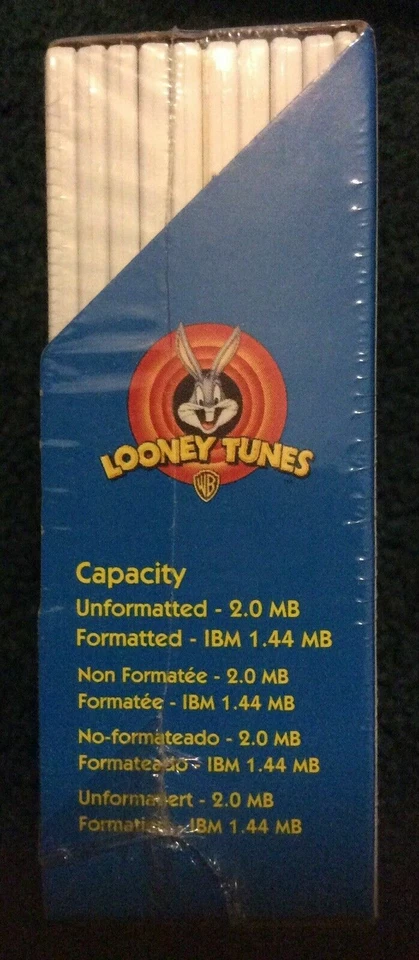 LOONEY TUNES
WB
Capacity
Unformatted - 2.0 MB
Formatted - IBM 1.44 MB
Non Formatée - 2.0 MB
Formatée - IBM 1.44 MB
No-formateado - 2.0 MB
Formateado - IBM 1.44 MB
Unformatiert - 2.0 MB
Formatiert - IBM 1.44 MB